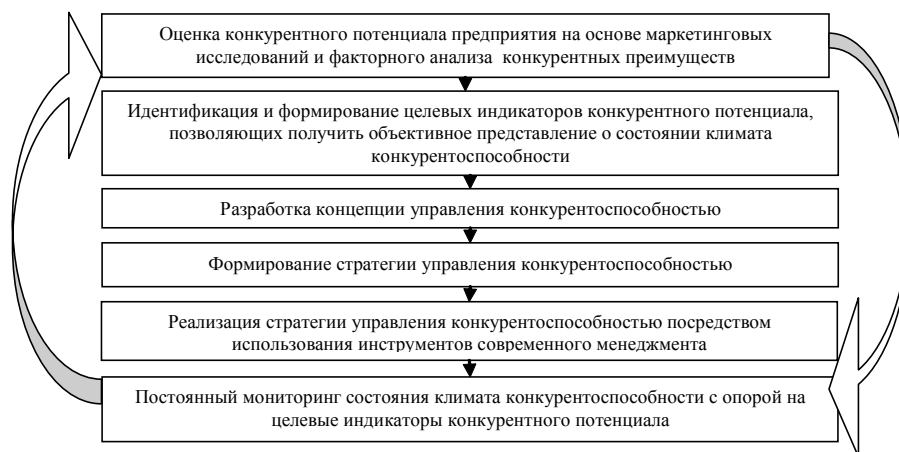 Оценка конкурентного потенциала предприятия на основе маркетинговых
исследований и факторного анализа конкурентных преимуществ
Идентификация и формирование целевых индикаторов конкурентного потенциала,
позволяющих получить объективное представление о состоянии климата
конкурентоспособности
Разработка концепции управления конкурентоспособностью
Формирование стратегии управления конкурентоспособностью
Реализация стратегии управления конкурентоспособностью посредством
использования инструментов современного менеджмента
Постоянный мониторинг состояния климата конкурентоспособности с опорой на
целевые индикаторы конкурентного потенциала